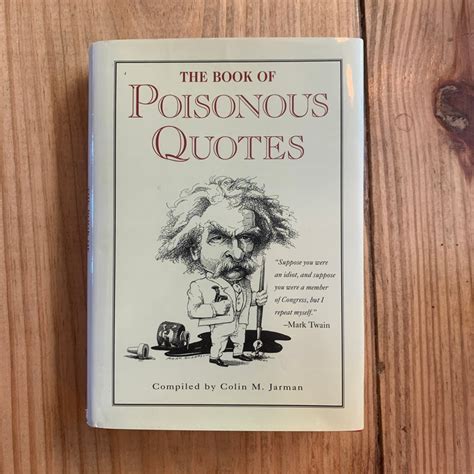 THE BOOK OF
POISONOUS
QUOTES
"Suppose you were
an idiot, and suppose
you were a member
of Congress, but I
repeat myself."
–Mark Twain
Compiled by Colin M. Jarman